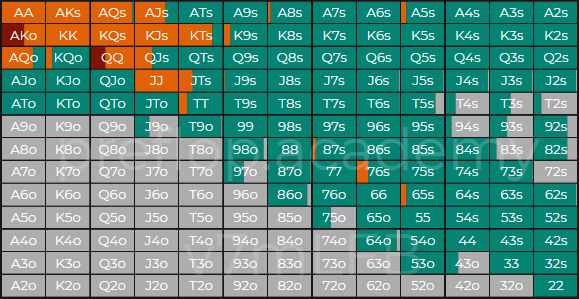 AA AKs AQs AJs ATs A9s A8s A7s A6s A5s A4s A3s A2s
AKo KK KQs KJs KTs K9s K8s K7s K6s K5s K4s K3s K2s
AQo KQo QQ QJs QTs Q9s Q8s Q7s Q6s Q5s Q4s Q3s Q2s
AJo KJo QJo JJ JTs J9s J8s J7s J6s J5s J4s J3s J2s
ATo KTo QTo JTo TT T9s T8s T7s T6s T5s T4s T3s T2s
A9o K9o Q9o J9o T9o 99 98s 97s 96s 95s 94s 93s 92s
A8o K8o Q8o J8o T8o 98o 88 87s 86s 85s 84s 83s 82s
preflop.academy
A7o K7o Q7o J7o T7o 97o 87o 77 76s 75s 74s 73s 72s
A6o K6o Q6o J6o T6o 96o 86o 76o 66 65s 64s 63s 62s
A5o K5o Q5o J5o T5o 95o 85o 75o 65o 55 54s 53s 52s
A4o K4o Q4o J4o T4o 94o 84o 74o 64o 54o 44 43s 42s
A3o K3o Q3o J3o T3o 93o 83o 73o 63o 53o 43o 33 32s
A2o K2o Q2o J2o T2o 92o 82o 72o 62o 52o 42o 32o 22